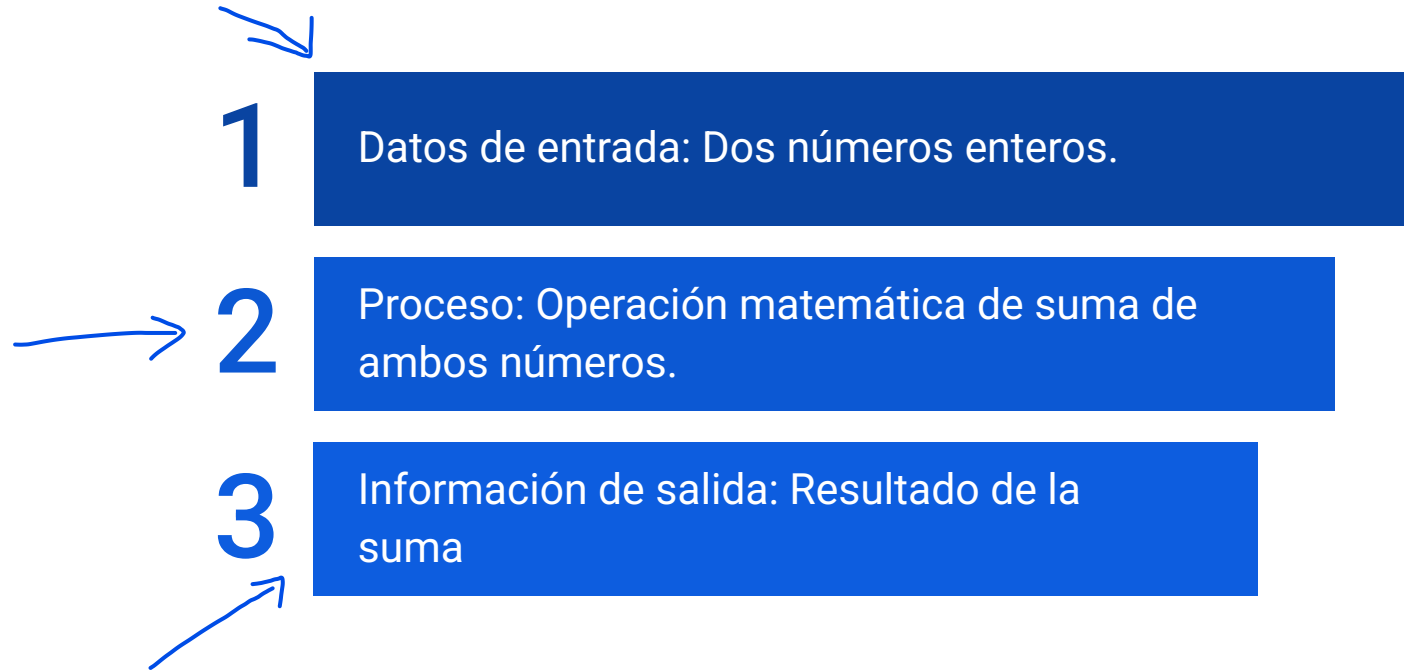 1
Datos de entrada: Dos números enteros.
2
Proceso: Operación matemática de suma de
ambos números.
3
Información de salida: Resultado de la
suma